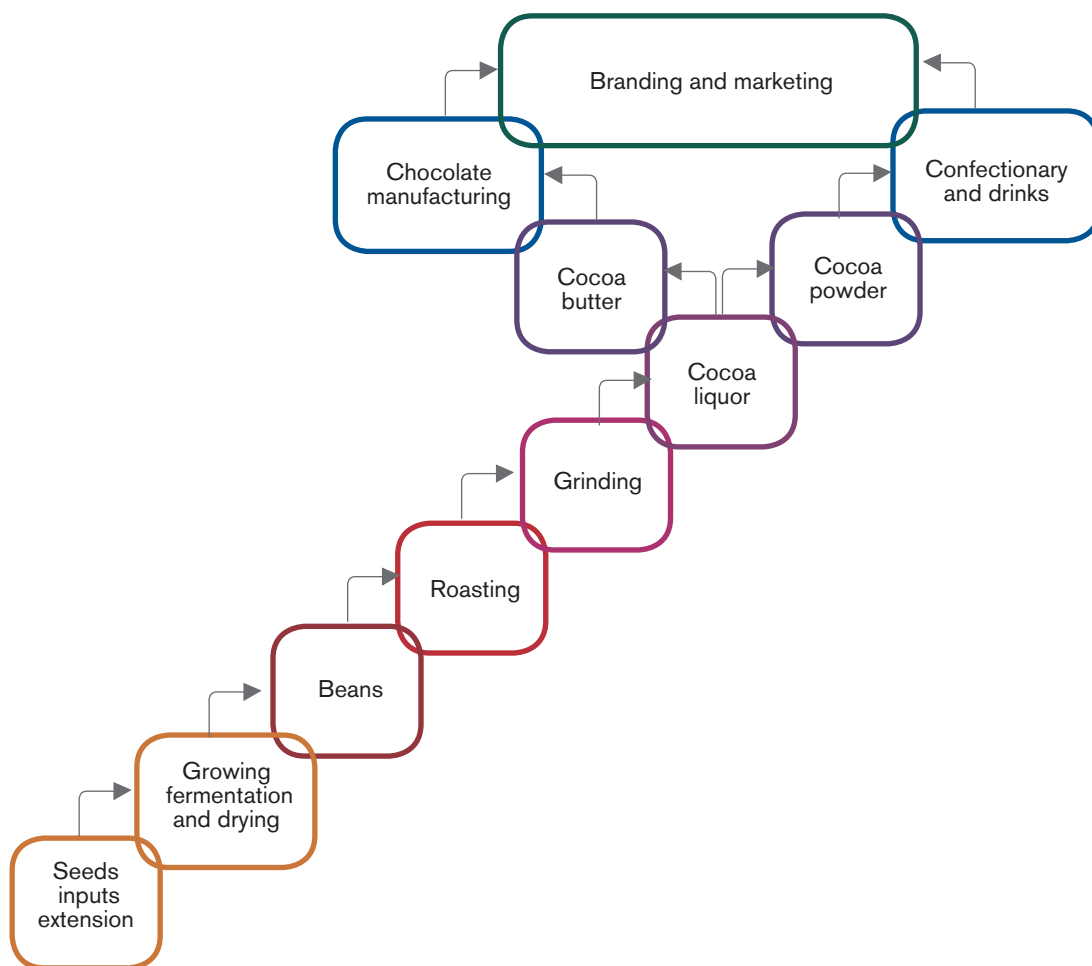 Branding and marketing
Chocolate
manufacturing
Confectionary
and drinks
Cocoa
butter
Cocoa
powder
Cocoa
liquor
Grinding
Roasting
Beans
Growing
fermentation
and drying
Seeds
inputs
extension